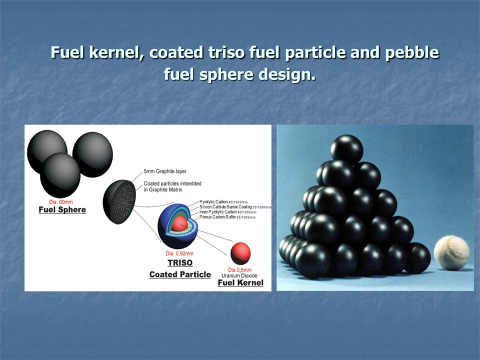 Fuel kernel, coated triso fuel particle and pebble
fuel sphere design.
5mm Graphite layer
Coated particles imbedded
in Graphite Matrix
Dia. 60mm
Fuel Sphere
Pyrolytic Carbon
Silicon Carbide Barrier Coating
Inner Pyrolytic Carbon
Porous Carbon Buffer
Dia. 0,92mm
TRISO
Coated Particle
Dia.0.5mm
Uranium Dioxide
Fuel Kernel